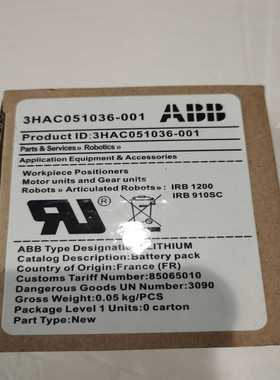 3HAC051036-001 ABB
Product ID:3HAC051036-001
Parts & Services» Robotics»
Application Equipment & Accessories
Workpiece Positioners
Motor units and Gear units
Robots » Articulated Robots» : IRB 1200
IRB 910SC
RU ®
ABB Type Designation:LITHIUM
Catalog Description:Battery pack
Country of Origin:France (FR)
Customs Tariff Number:85065010
Dangerous Goods UN Number:3090
Gross Weight:0.05 kg/PCS
Package Level 1 Units:0 carton
Part Type:New